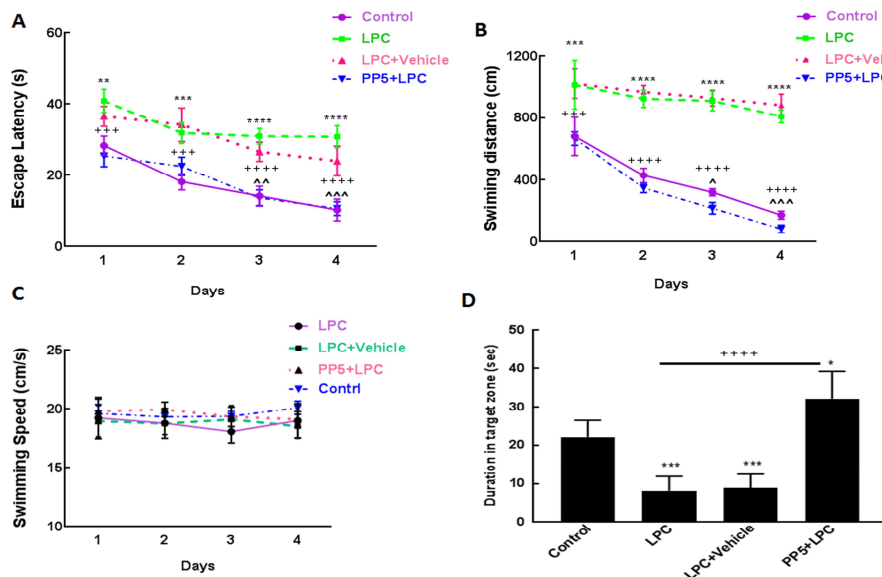 A
Control
LPC
LPC+Vehicle
PP5+LPC
Escape Latency (s)
60
40
20
0
**
***
****
****
+++
+++
++++
^^
++++
^^^
1 2 3 4
Days
B
Control
LPC
LPC+Veh
PP5+LPC
Swiming distance (cm)
1200
800
400
0
***
****
****
****
+++
++++
++++
^
++++
^^^
1 2 3 4
Days
C
LPC
LPC+Vehicle
PP5+LPC
Contrl
Swimming Speed (cm/s)
25
20
15
10
1 2 3 4
Days
D
Duration in target zone (sec)
50
40
30
20
10
0
++++
*
***
***
Control
LPC
LPC+Vehicle
PP5+LPC